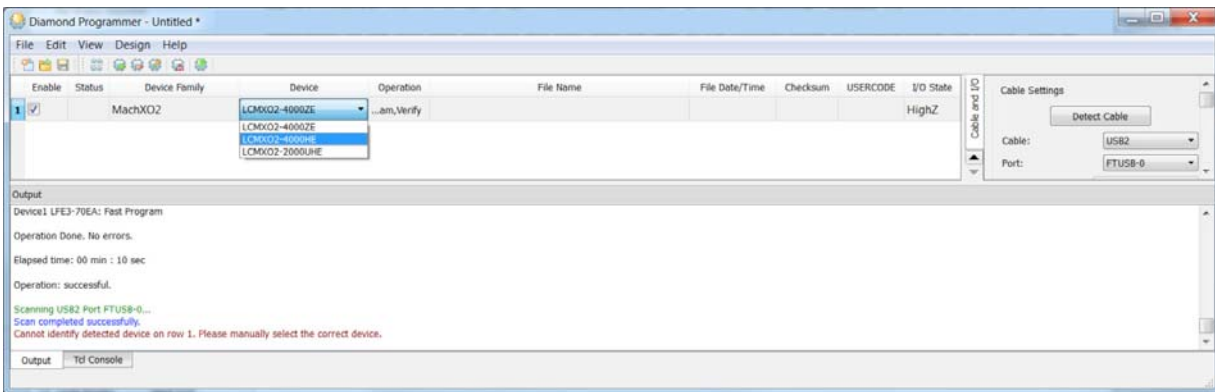 Diamond Programmer - Untitled *
File Edit View Design Help
Enable Status Device Family Device Operation File Name File Date/Time Checksum USERCODE I/O State
1 MachXO2 LCMXO2-4000ZE ...am,Verify HighZ
LCMXO2-4000ZE
LCMXO2-4000HE
LCMXO2-2000UHE
Cable and I/O
Cable Settings
Detect Cable
Cable: USB2
Port: FTUSB-0
Output
Device1 LFE3-70EA: Fast Program
Operation Done. No errors.
Elapsed time: 00 min : 10 sec
Operation: successful.
Scanning USB2 Port FTUSB-0...
Scan completed successfully.
Cannot identify detected device on row 1. Please manually select the correct device.
Output Tcl Console